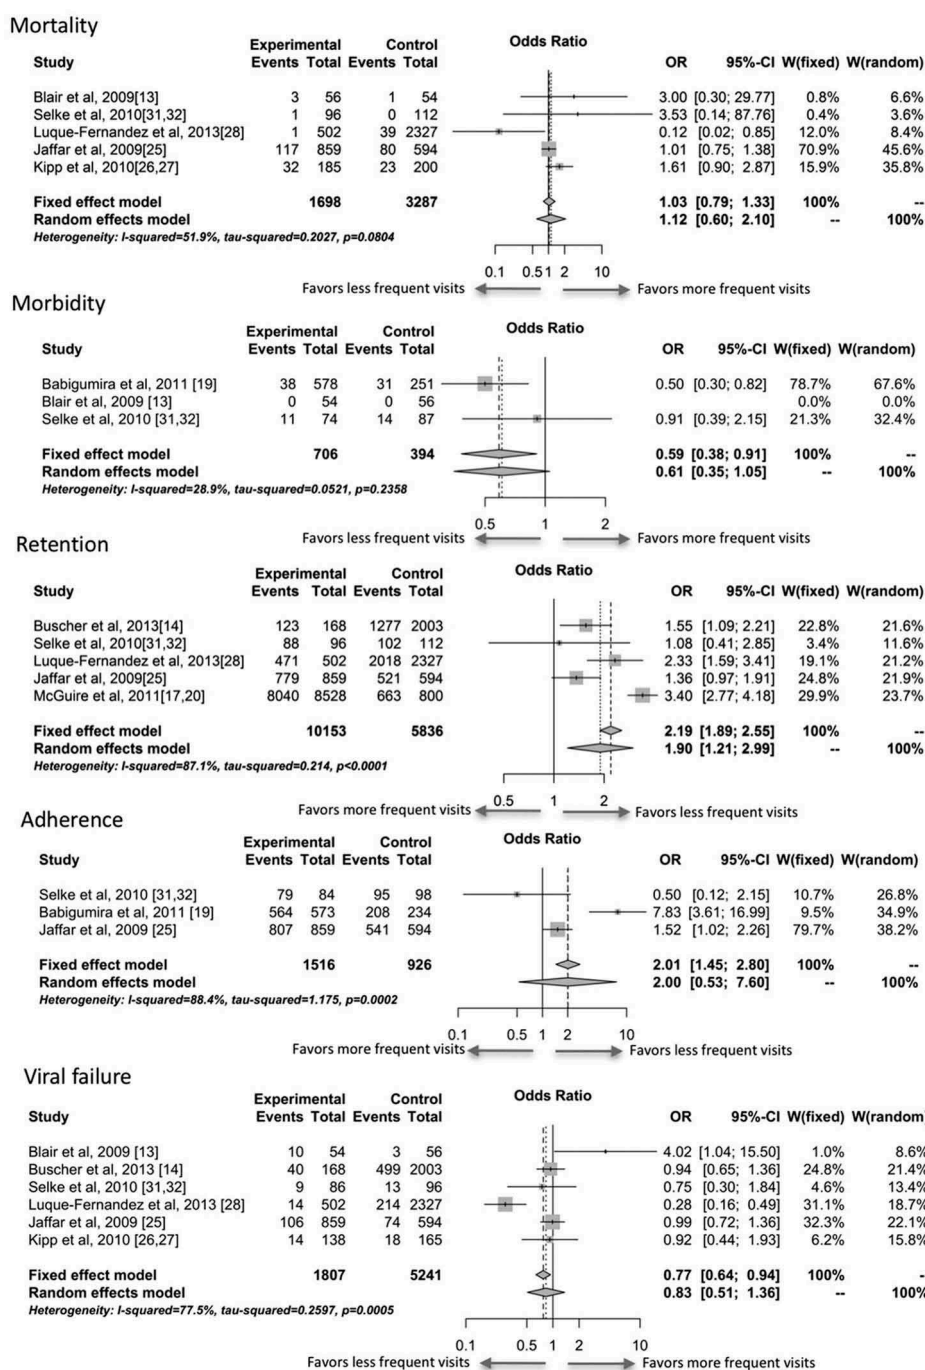 Mortality
Experimental Control Odds Ratio
Study Events Total Events Total OR 95%-CI W(fixed) W(random)
Blair et al, 2009[13] 3 56 1 54 3.00 [0.30; 29.77] 0.8% 6.6%
Selke et al, 2010[31,32] 1 96 0 112 3.53 [0.14; 87.76] 0.4% 3.6%
Luque-Fernandez et al, 2013[28] 1 502 39 2327 0.12 [0.02; 0.85] 12.0% 8.4%
Jaffar et al, 2009[25] 117 859 80 594 1.01 [0.75; 1.38] 70.9% 45.6%
Kipp et al, 2010[26,27] 32 185 23 200 1.61 [0.90; 2.87] 15.9% 35.8%
Fixed effect model 1698 3287 1.03 [0.79; 1.33] 100% --
Random effects model 1.12 [0.60; 2.10] -- 100%
Heterogeneity: I-squared=51.9%, tau-squared=0.2027, p=0.0804
0.1 0.5 1 2 10
Favors less frequent visits Favors more frequent visits
Morbidity
Experimental Control Odds Ratio
Study Events Total Events Total OR 95%-CI W(fixed) W(random)
Babigumira et al, 2011 [19] 38 578 31 251 0.50 [0.30; 0.82] 78.7% 67.6%
Blair et al, 2009 [13] 0 54 0 56 0.0% 0.0%
Selke et al, 2010 [31,32] 11 74 14 87 0.91 [0.39; 2.15] 21.3% 32.4%
Fixed effect model 706 394 0.59 [0.38; 0.91] 100% --
Random effects model 0.61 [0.35; 1.05] -- 100%
Heterogeneity: I-squared=28.9%, tau-squared=0.0521, p=0.2358
0.5 1 2
Favors less frequent visits Favors more frequent visits
Retention
Experimental Control Odds Ratio
Study Events Total Events Total OR 95%-CI W(fixed) W(random)
Buscher et al, 2013[14] 123 168 1277 2003 1.55 [1.09; 2.21] 22.8% 21.6%
Selke et al, 2010[31,32] 88 96 102 112 1.08 [0.41; 2.85] 3.4% 11.6%
Luque-Fernandez et al, 2013[28] 471 502 2018 2327 2.33 [1.59; 3.41] 19.1% 21.2%
Jaffar et al, 2009[25] 779 859 521 594 1.36 [0.97; 1.91] 24.8% 21.9%
McGuire et al, 2011[17,20] 8040 8528 663 800 3.40 [2.77; 4.18] 29.9% 23.7%
Fixed effect model 10153 5836 2.19 [1.89; 2.55] 100% --
Random effects model 1.90 [1.21; 2.99] -- 100%
Heterogeneity: I-squared=87.1%, tau-squared=0.214, p<0.0001
0.5 1 2
Favors more frequent visits Favors less frequent visits
Adherence
Experimental Control Odds Ratio
Study Events Total Events Total OR 95%-CI W(fixed) W(random)
Selke et al, 2010 [31,32] 79 84 95 98 0.50 [0.12; 2.15] 10.7% 26.8%
Babigumira et al, 2011 [19] 564 573 208 234 7.83 [3.61; 16.99] 9.5% 34.9%
Jaffar et al, 2009 [25] 807 859 541 594 1.52 [1.02; 2.26] 79.7% 38.2%
Fixed effect model 1516 926 2.01 [1.45; 2.80] 100% --
Random effects model 2.00 [0.53; 7.60] -- 100%
Heterogeneity: I-squared=88.4%, tau-squared=1.175, p=0.0002
0.1 0.5 1 2 10
Favors more frequent visits Favors less frequent visits
Viral failure
Experimental Control Odds Ratio
Study Events Total Events Total OR 95%-CI W(fixed) W(random)
Blair et al, 2009 [13] 10 54 3 56 4.02 [1.04; 15.50] 1.0% 8.6%
Buscher et al, 2013 [14] 40 168 499 2003 0.94 [0.65; 1.36] 24.8% 21.4%
Selke et al, 2010 [31,32] 9 86 13 96 0.75 [0.30; 1.84] 4.6% 13.4%
Luque-Fernandez et al, 2013 [28] 14 502 214 2327 0.28 [0.16; 0.49] 31.1% 18.7%
Jaffar et al, 2009 [25] 106 859 74 594 0.99 [0.72; 1.36] 32.3% 22.1%
Kipp et al, 2010 [26,27] 14 138 18 165 0.92 [0.44; 1.93] 6.2% 15.8%
Fixed effect model 1807 5241 0.77 [0.64; 0.94] 100% -
Random effects model 0.83 [0.51; 1.36] -- 100%
Heterogeneity: I-squared=77.5%, tau-squared=0.2597, p=0.0005
0.1 0.5 1 2 10
Favors less frequent visits Favors more frequent visits